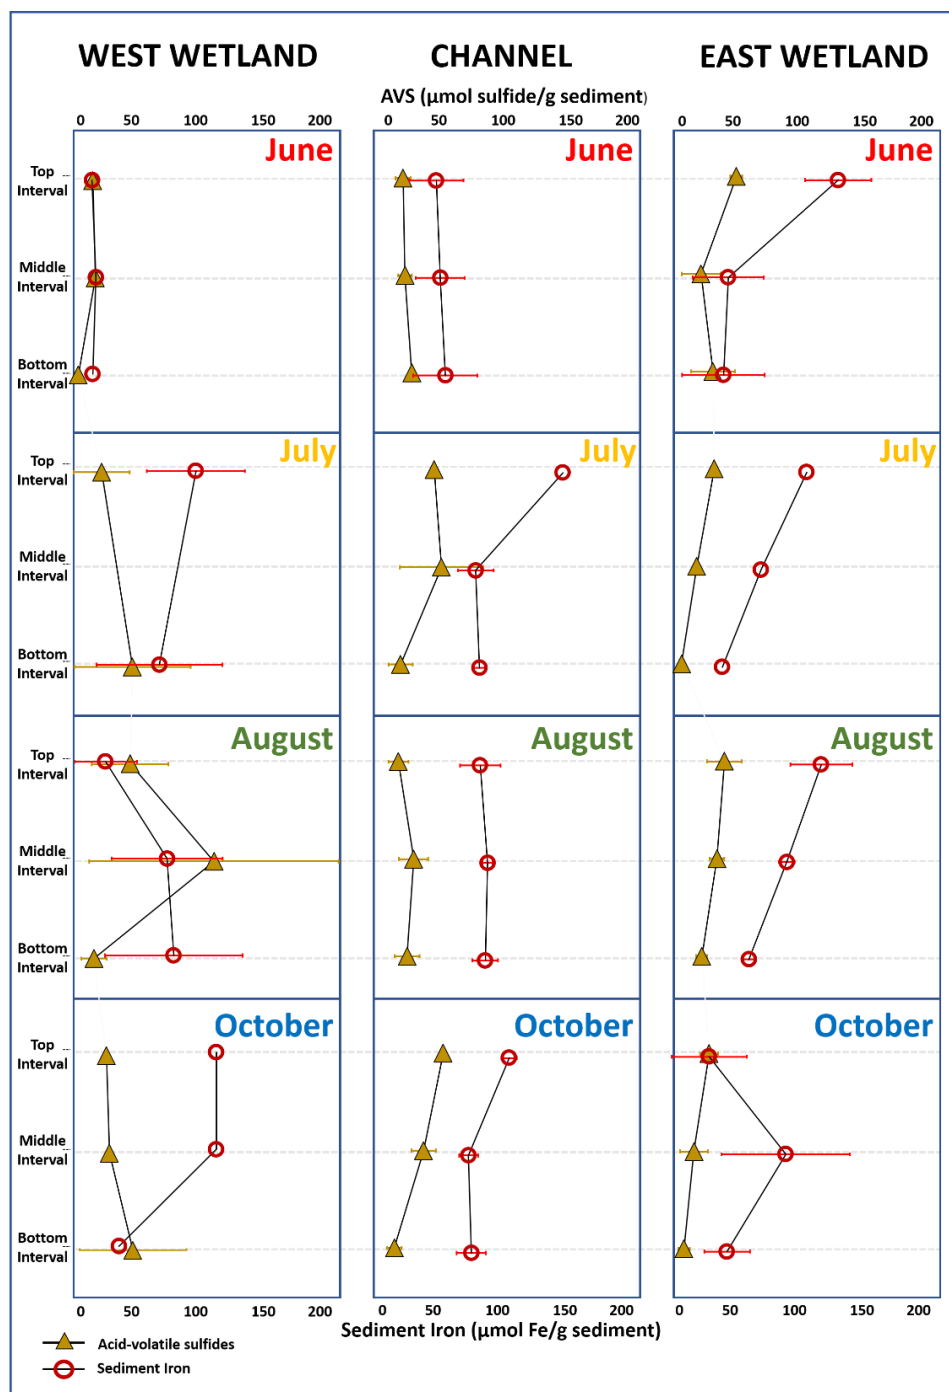 WEST WETLAND CHANNEL EAST WETLAND
AVS (μmol sulfide/g sediment)
0 50 100 150 200 0 50 100 150 200 0 50 100 150 200
June June June
Top
Interval
Middle
Interval
Bottom
Interval
July July July
Top
Interval
Middle
Interval
Bottom
Interval
August August August
Top
Interval
Middle
Interval
Bottom
Interval
October October October
Top
Interval
Middle
Interval
Bottom
Interval
0 50 100 150 200 0 50 100 150 200 0 50 100 150 200
Sediment Iron (μmol Fe/g sediment)
Acid-volatile sulfides
Sediment Iron